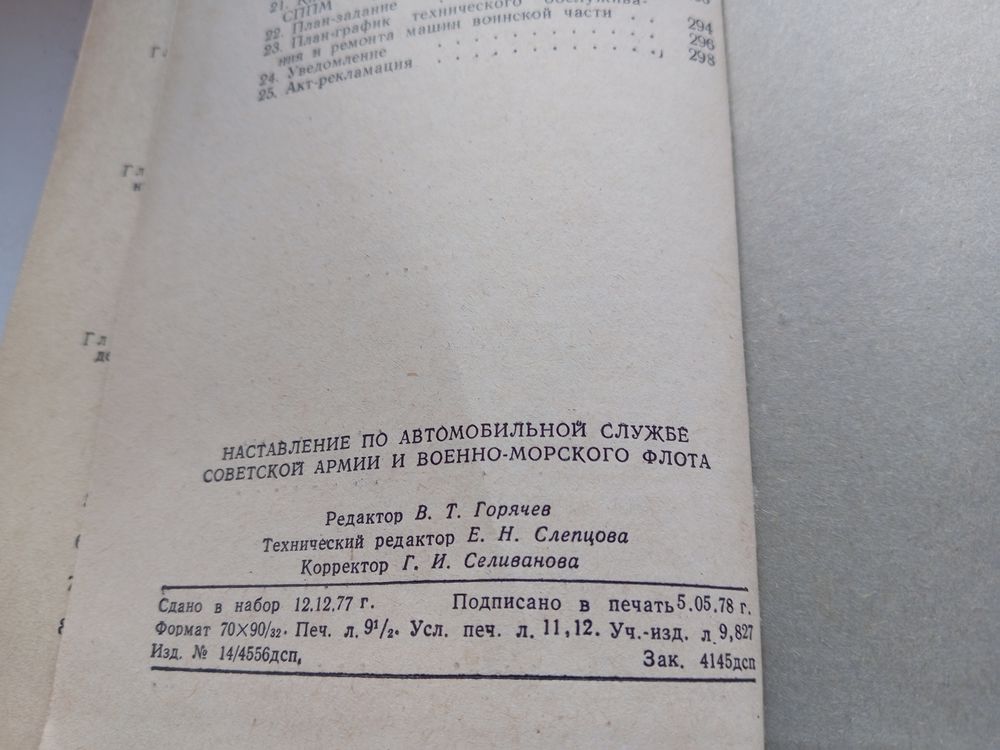 СППМ
22. План-задание
23. План-график технического обслужива-
ния и ремонта машин воинской части . . 294
24. Уведомление . . . . . . . . 296
25. Акт-рекламация . . . . . . . 298
НАСТАВЛЕНИЕ ПО АВТОМОБИЛЬНОЙ СЛУЖБЕ
СОВЕТСКОЙ АРМИИ И ВОЕННО-МОРСКОГО ФЛОТА
Редактор В. Т. Горячев
Технический редактор Е. Н. Слепцова
Корректор Г. И. Селиванова
Сдано в набор 12.12.77 г. Подписано в печать 5.05.78 г.
Формат 70×90/32. Печ. л. 9¹/₂. Усл. печ. л. 11,12. Уч.-изд. л 9,827
Изд. № 14/4556дсп, Зак. 4145дсп